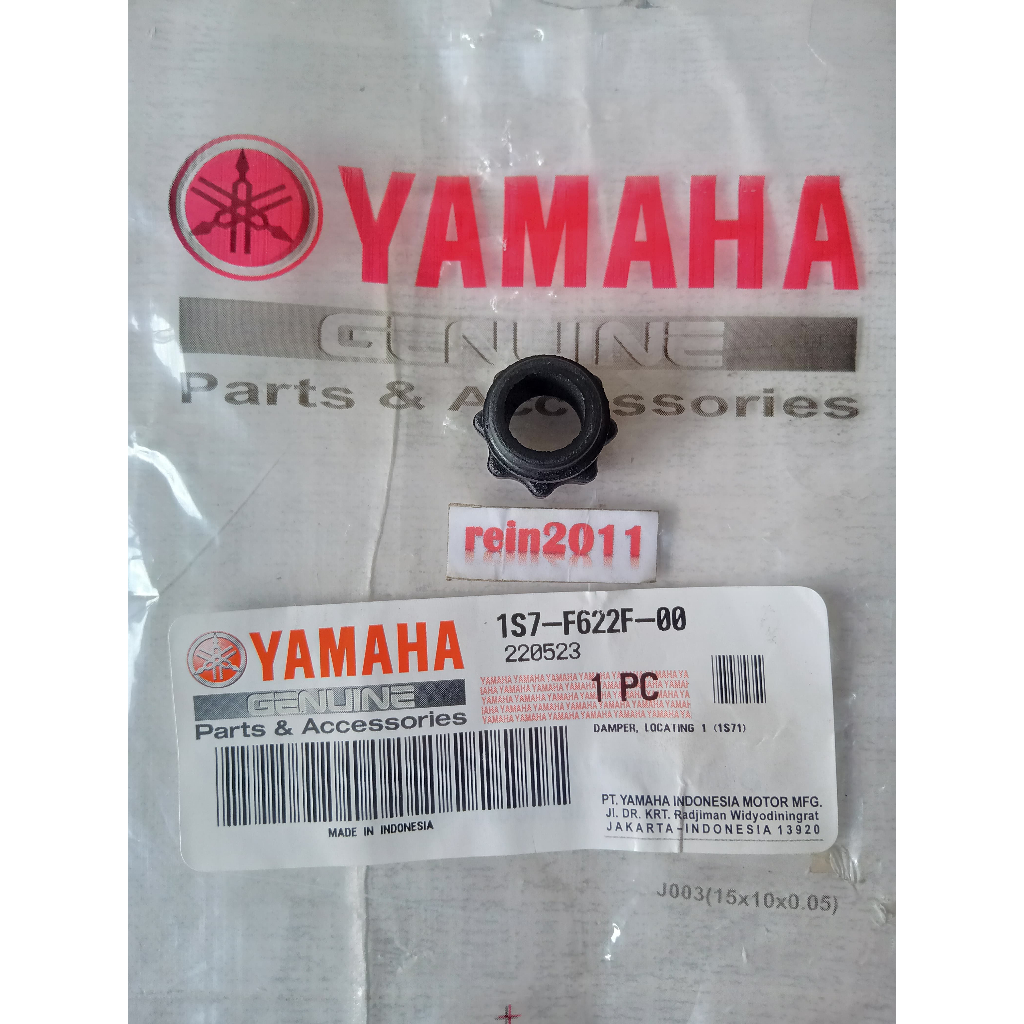 YAMAHA
GENUINE
Parts & Accessories
rein2011
YAMAHA
GENUINE
Parts & Accessories
1S7-F622F-00
220523
1 PC
DAMPER, LOCATING 1 (1S71)
MADE IN INDONESIA
PT. YAMAHA INDONESIA MOTOR MFG.
Jl. DR. KRT. Radjiman Widyodiningrat
JAKARTA-INDONESIA 13920
J003(15x10x0.05)